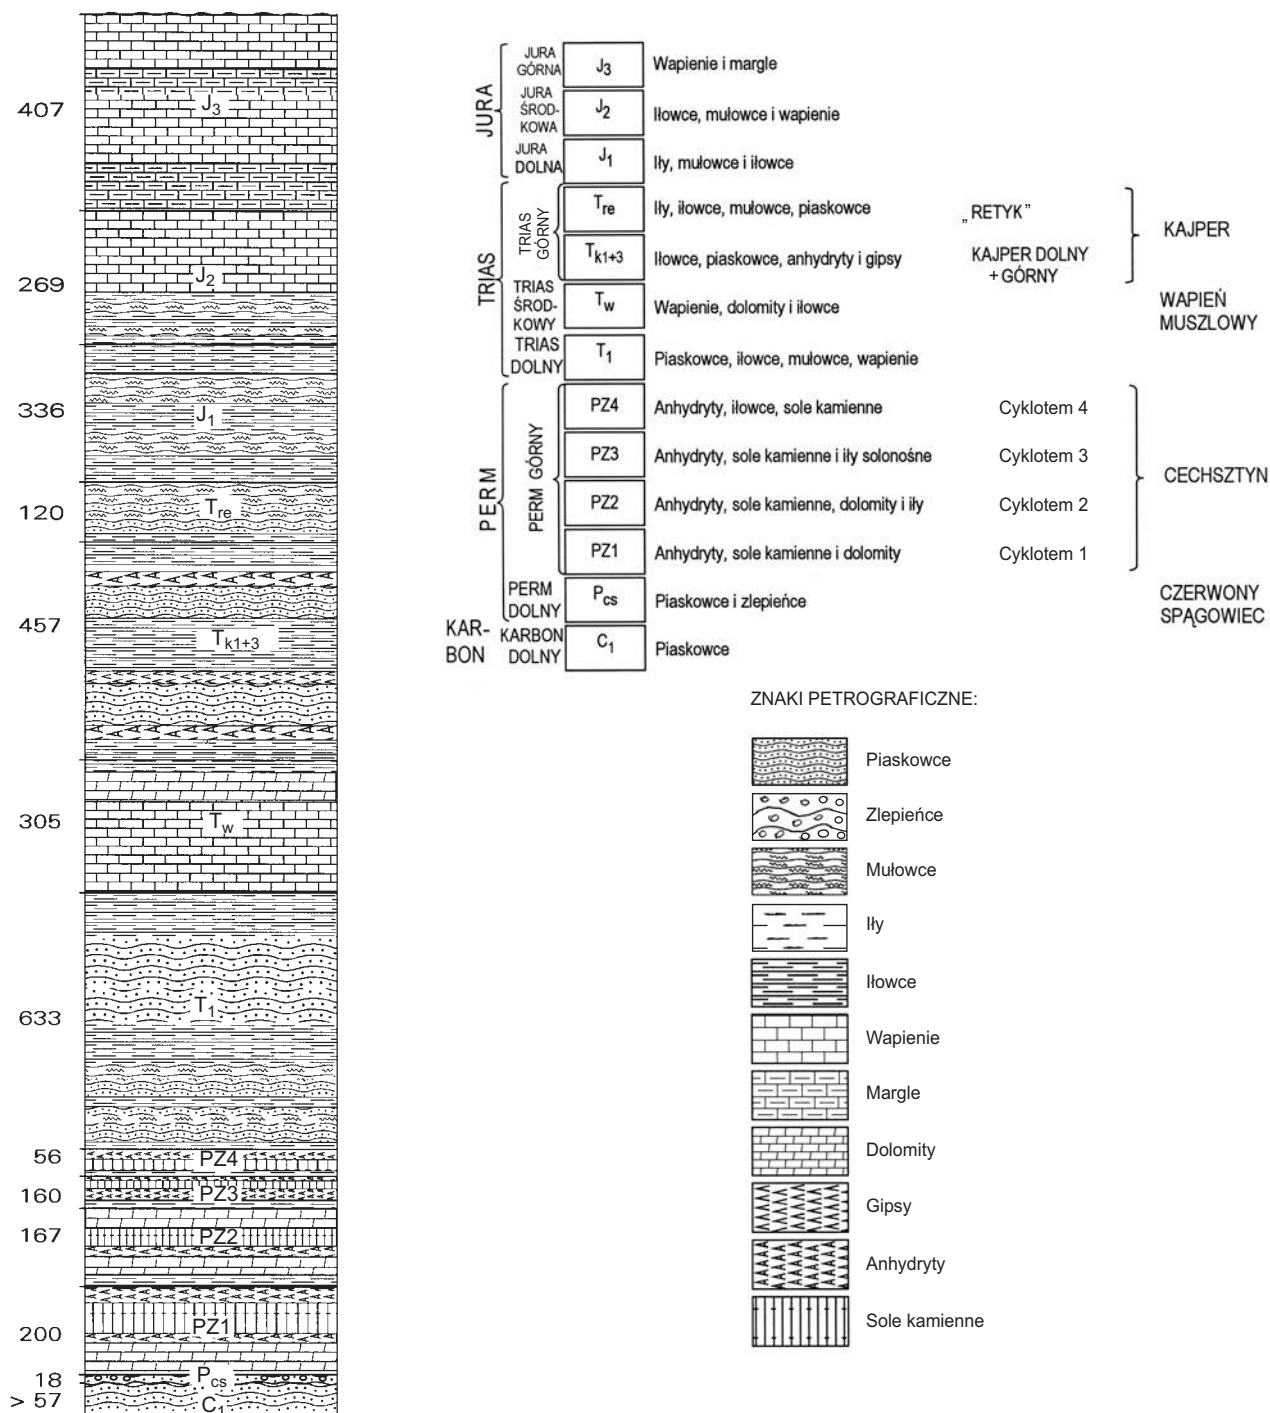 407
J3
J2
269
336
J1
120
Tre
457
Tk1+3
305
Tw
633
T1
56
PZ4
160
PZ3
167
PZ2
200
PZ1
18
Pcs
> 57
C1
JURA
JURA
GÓRNA
J3
Wapienie i margle
JURA
ŚROD-
KOWA
J2
Iłowce, mułowce i wapienie
JURA
DOLNA
J1
Iły, mułowce i iłowce
TRIAS
TRIAS
GÓRNY
Tre
Iły, iłowce, mułowce, piaskowce
„RETYK”
Tk1+3
Iłowce, piaskowce, anhydryty i gipsy
KAJPER DOLNY
+ GÓRNY
KAJPER
TRIAS
ŚROD-
KOWY
Tw
Wapienie, dolomity i iłowce
WAPIEŃ
MUSZLOWY
TRIAS
DOLNY
T1
Piaskowce, iłowce, mułowce, wapienie
PERM
PERM GÓRNY
PZ4
Anhydryty, iłowce, sole kamienne
Cyklotem 4
PZ3
Anhydryty, sole kamienne i iły solonośne
Cyklotem 3
PZ2
Anhydryty, sole kamienne, dolomity i iły
Cyklotem 2
PZ1
Anhydryty, sole kamienne i dolomity
Cyklotem 1
CECHSZTYN
PERM
DOLNY
Pcs
Piaskowce i zlepieńce
CZERWONY
SPĄGOWIEC
KAR-
BON
KARBON
DOLNY
C1
Piaskowce
ZNAKI PETROGRAFICZNE:
Piaskowce
Zlepieńce
Mułowce
Iły
Iłowce
Wapienie
Margle
Dolomity
Gipsy
Anhydryty
Sole kamienne